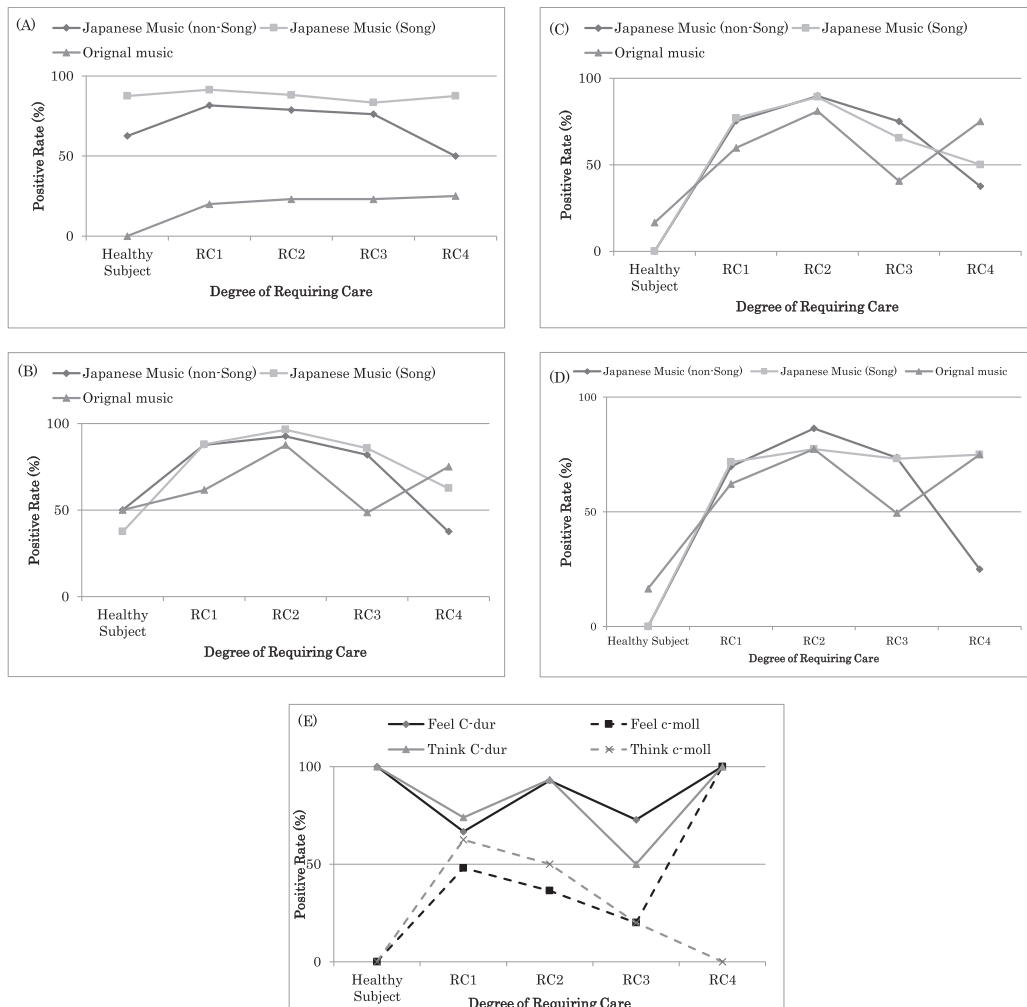 (A)
Japanese Music (non-Song) Japanese Music (Song)
Orignal music
100
50
0
Positive Rate (%)
Healthy Subject RC1 RC2 RC3 RC4
Degree of Requiring Care
(C)
Japanese Music (non-Song) Japanese Music (Song)
Orignal music
100
50
0
Positive Rate (%)
Healthy Subject RC1 RC2 RC3 RC4
Degree of Requiring Care
(B)
Japanese Music (non-Song) Japanese Music (Song)
Orignal music
100
50
0
Positive Rate (%)
Healthy Subject RC1 RC2 RC3 RC4
Degree of Requiring Care
(D)
Japanese Music (non-Song) Japanese Music (Song) Orignal music
100
50
0
Positive Rate (%)
Healthy Subject RC1 RC2 RC3 RC4
Degree of Requiring Care
(E)
Feel C-dur Feel c-moll
Tnink C-dur Think c-moll
100
50
0
Positive Rate (%)
Healthy Subject RC1 RC2 RC3 RC4
Degree of Requiring Care